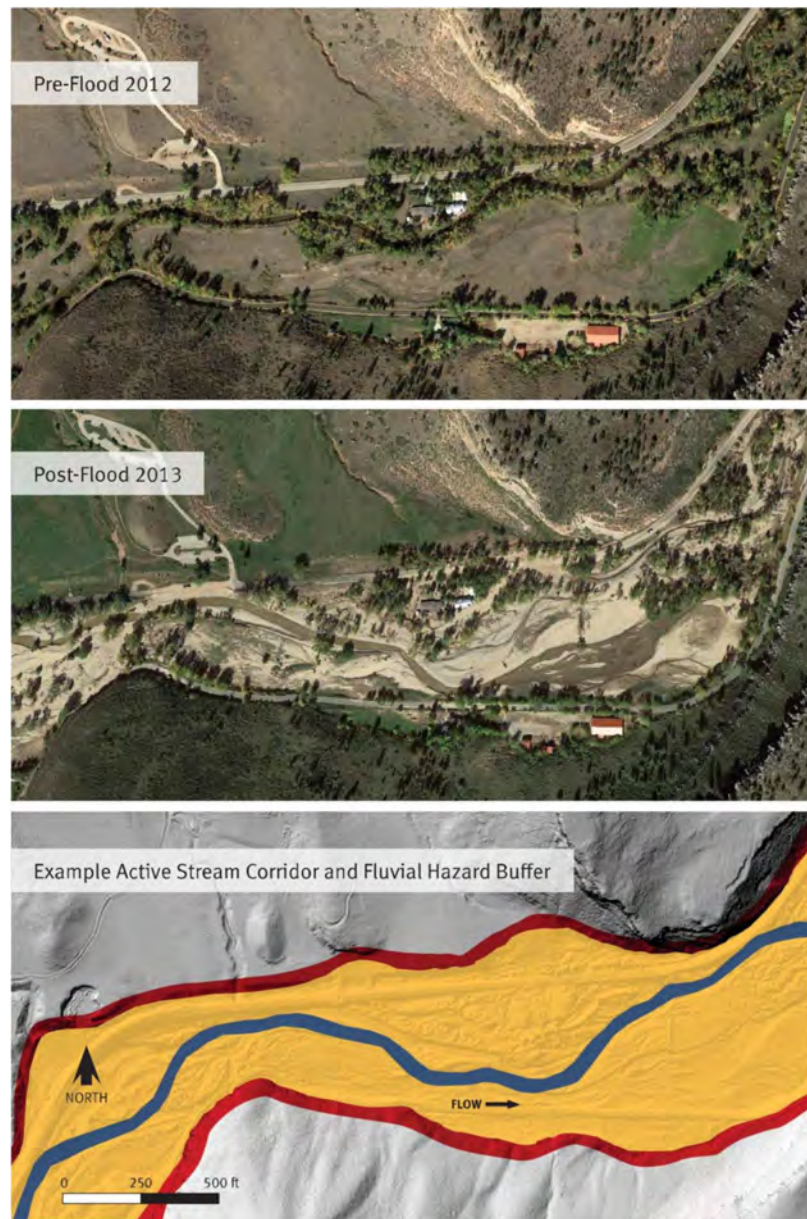 Pre-Flood 2012
Post-Flood 2013
Example Active Stream Corridor and Fluvial Hazard Buffer
NORTH
FLOW
0 250 500 ft